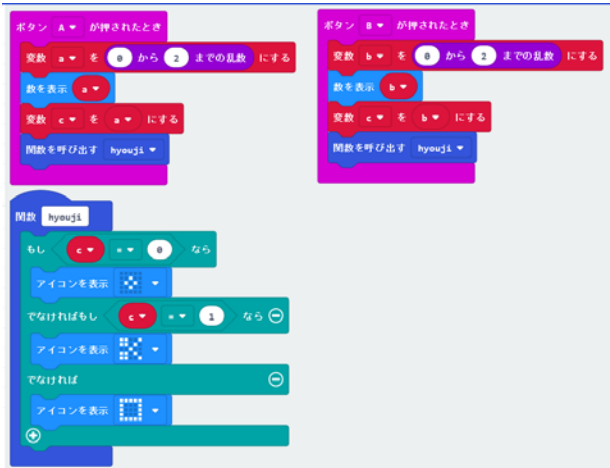 ボタン A が押されたとき
変数 a を 0 から 2 までの乱数 にする
数を表示 a
変数 c を a にする
関数を呼び出す hyouji
ボタン B が押されたとき
変数 b を 0 から 2 までの乱数 にする
数を表示 b
変数 c を b にする
関数を呼び出す hyouji
関数 hyouji
もし c = 0 なら
アイコンを表示
でなければもし c = 1 なら
アイコンを表示
でなければ
アイコンを表示